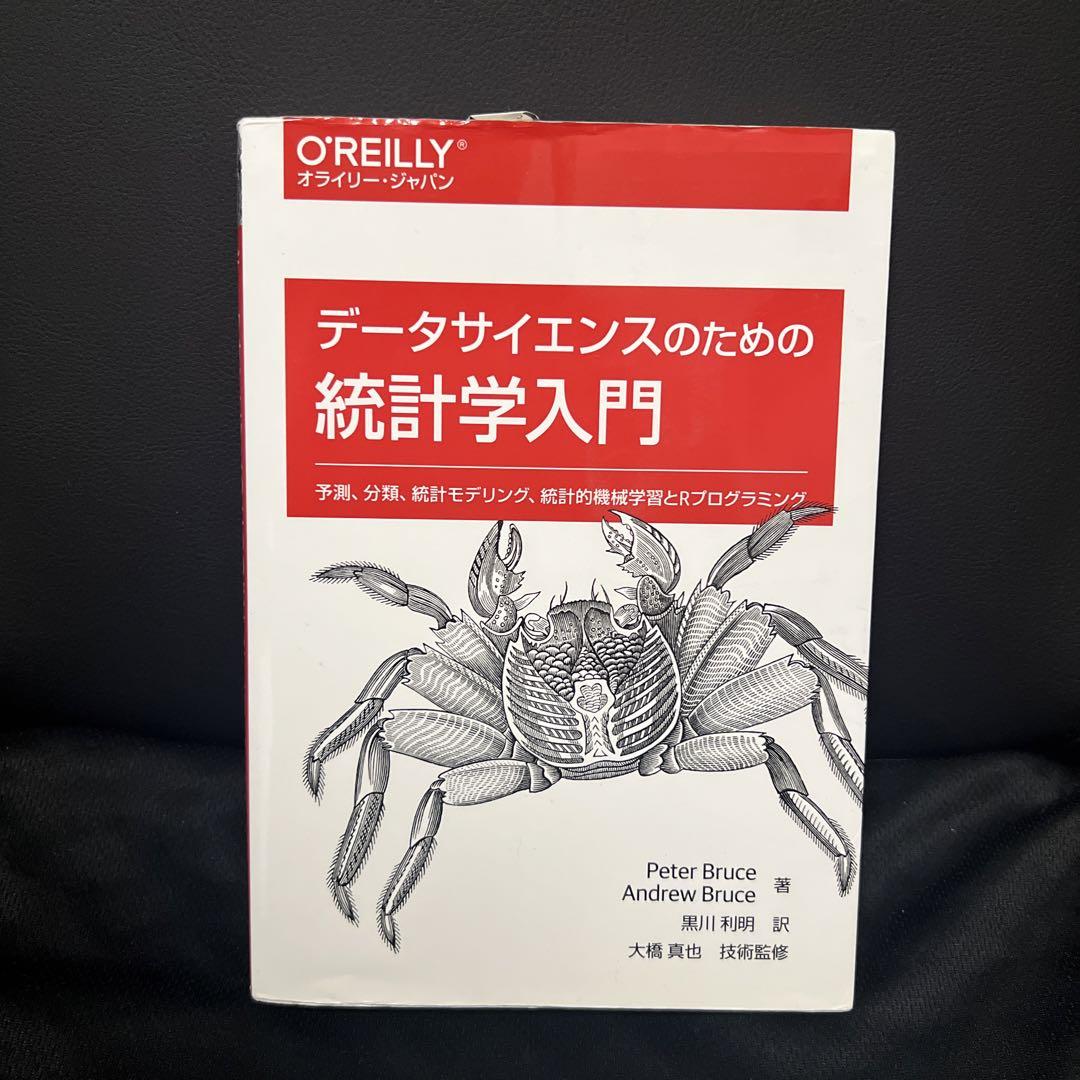 O'REILLY®
オライリー・ジャパン
データサイエンスのための
統計学入門
予測、分類、統計モデリング、統計的機械学習とRプログラミング
Peter Bruce
Andrew Bruce 著
黒川 利明 訳
大橋 真也 技術監修